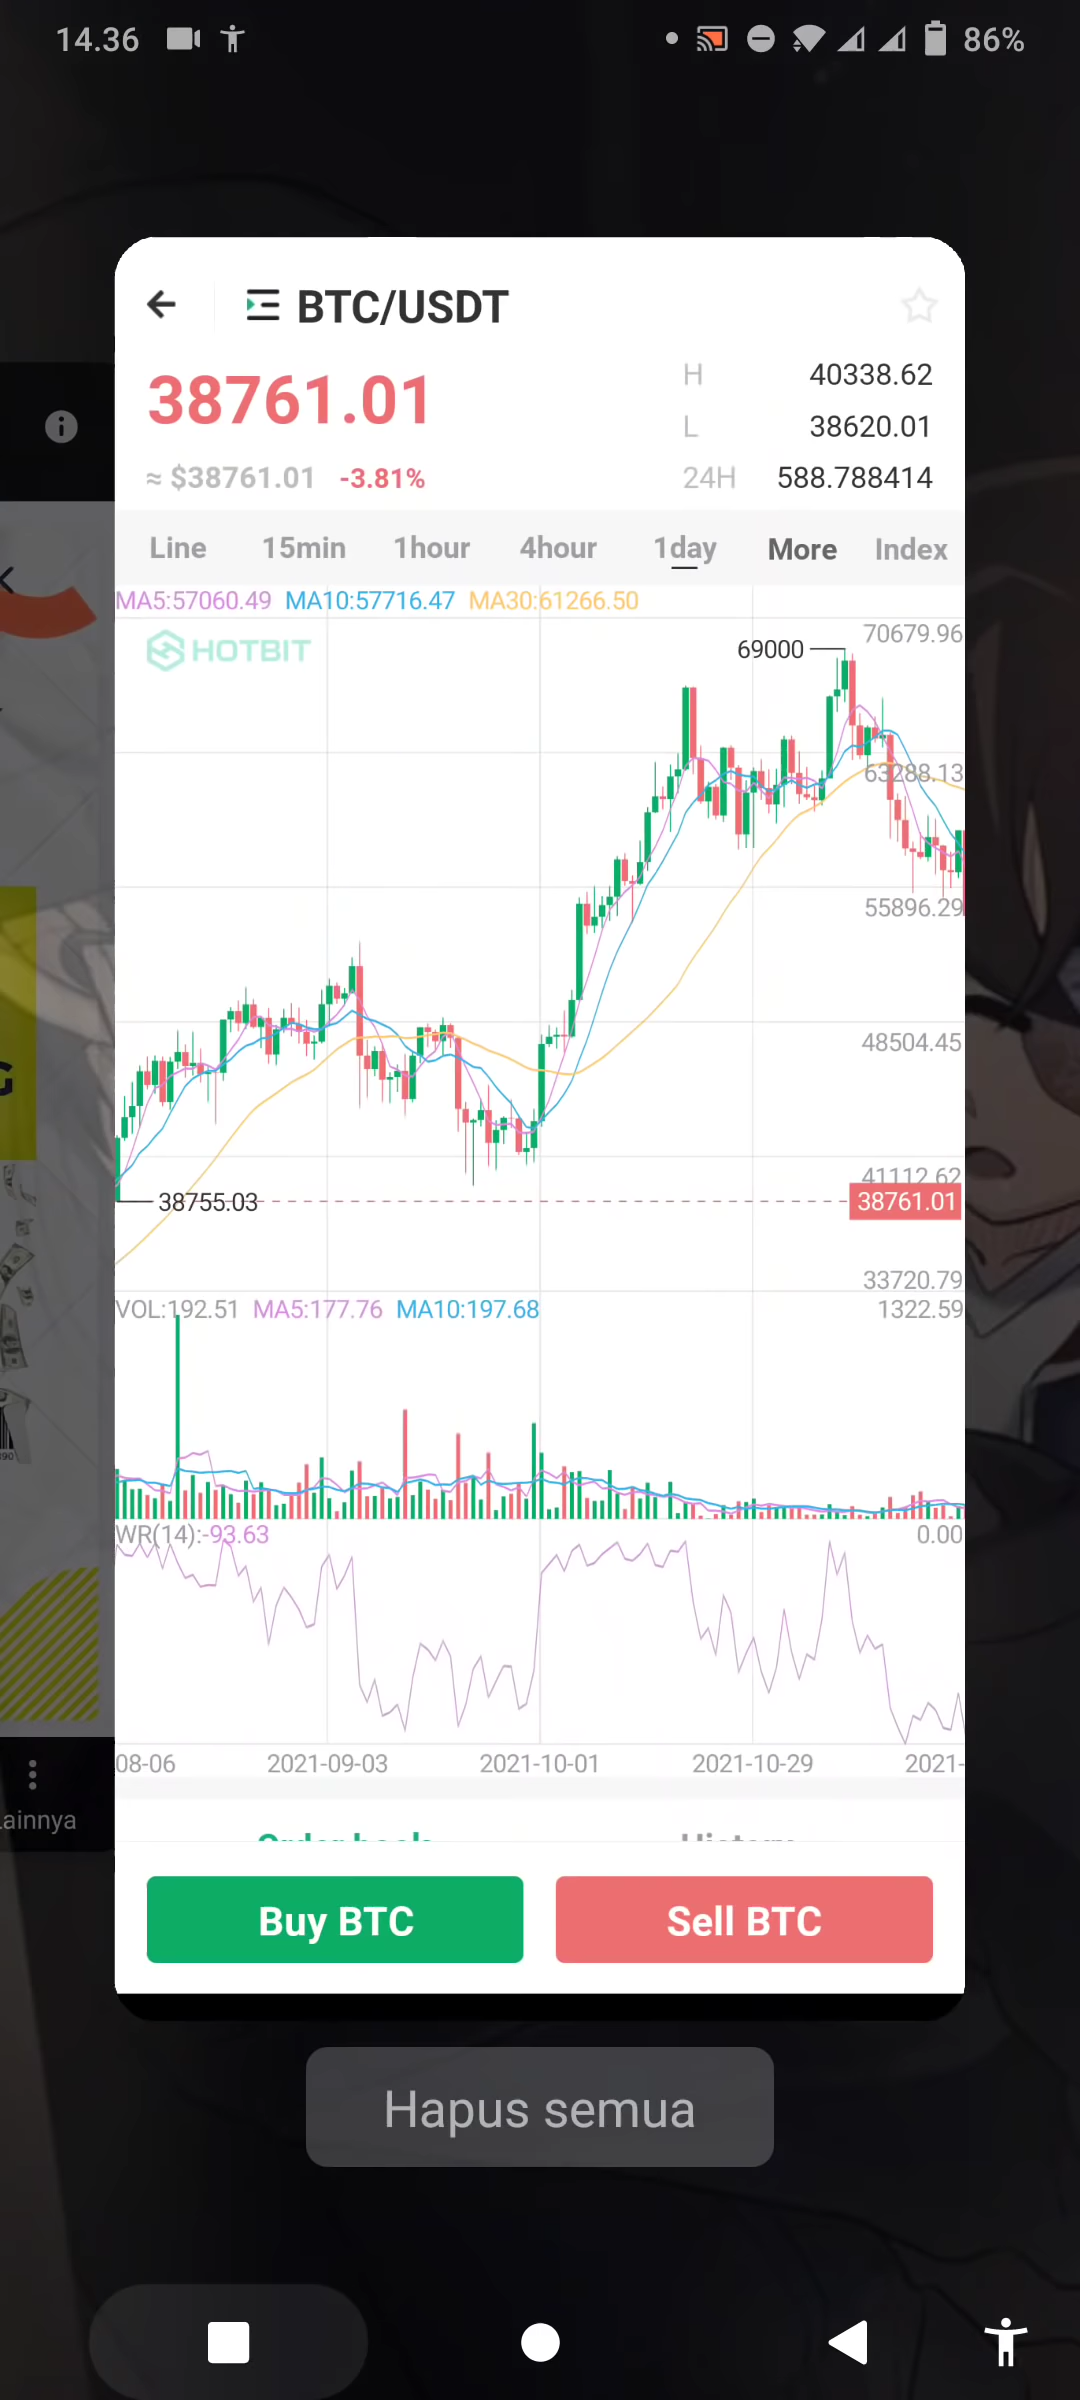 14.36
86%
BTC/USDT
38761.01
H 40338.62
L 38620.01
≈ $38761.01 -3.81%
24H 588.788414
Line 15min 1hour 4hour 1day More Index
MA5:57060.49 MA10:57716.47 MA30:61266.50
70679.96
HOTBIT
69000
63288.13
55896.29
48504.45
41112.62
38755.03
38761.01
33720.79
VOL:192.51 MA5:177.76 MA10:197.68
1322.59
WR(14):-93.63
0.00
08-06 2021-09-03 2021-10-01 2021-10-29 2021-
ainnya
Order book History
Buy BTC Sell BTC
Hapus semua